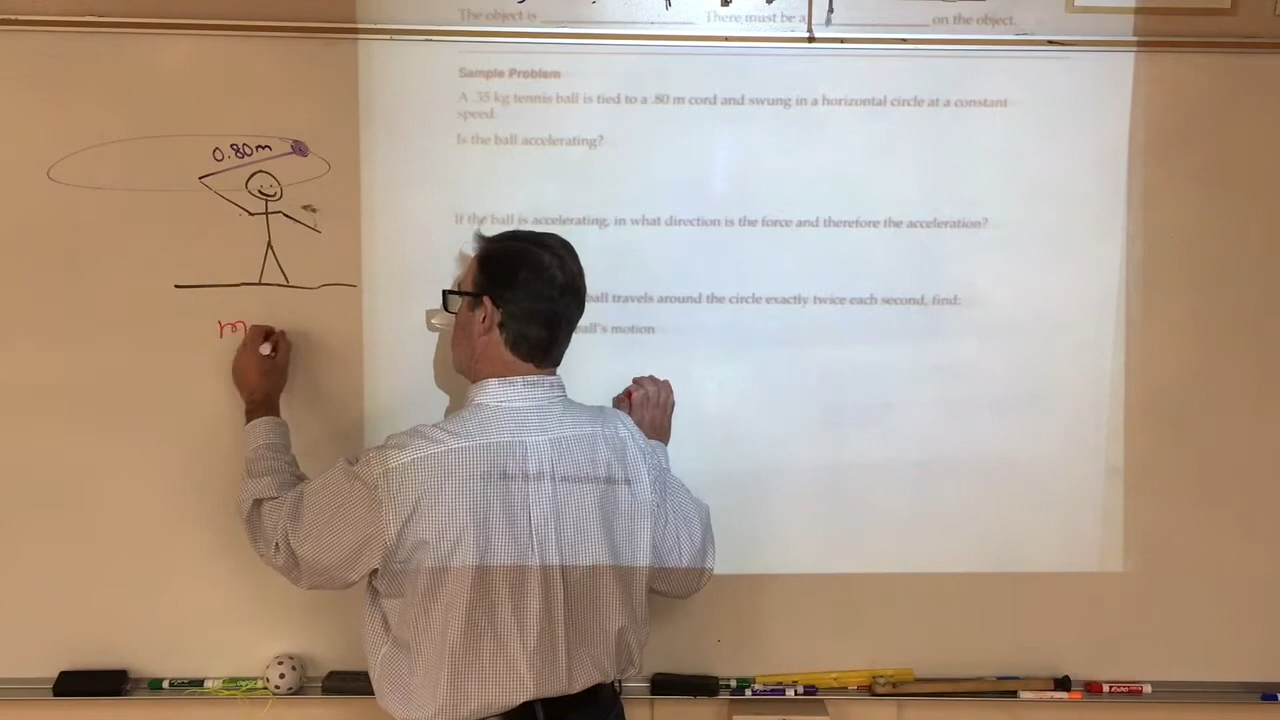 The object is ____________ There must be a ____________ on the object.
Sample Problem
A .35 kg tennis ball is tied to a .80 m cord and swung in a horizontal circle at a constant
speed.
Is the ball accelerating?
0.80m
If the ball is accelerating, in what direction is the force and therefore the acceleration?
ball travels around the circle exactly twice each second, find:
m
ball's motion
EXPO